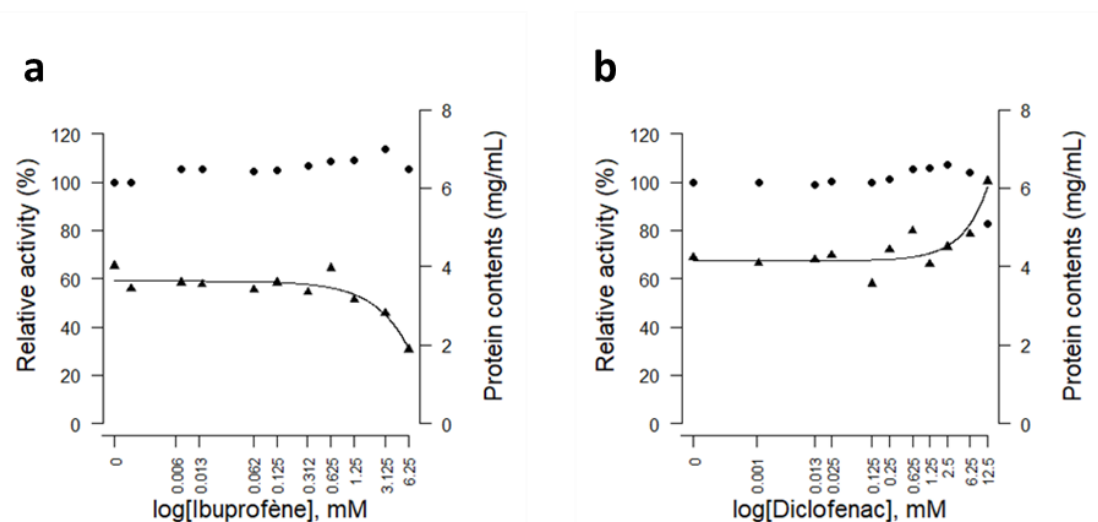 a
Relative activity (%)
120
100
80
60
40
20
0
8
6
4
2
0
Protein contents (mg/mL)
0 0.006 0.013 0.062 0.125 0.312 0.625 1.25 3.125 6.25
log[Ibuprofène], mM
b
Relative activity (%)
120
100
80
60
40
20
0
8
6
4
2
0
Protein contents (mg/mL)
0 0.001 0.013 0.025 0.125 0.25 0.625 1.25 2.5 6.25 12.5
log[Diclofenac], mM